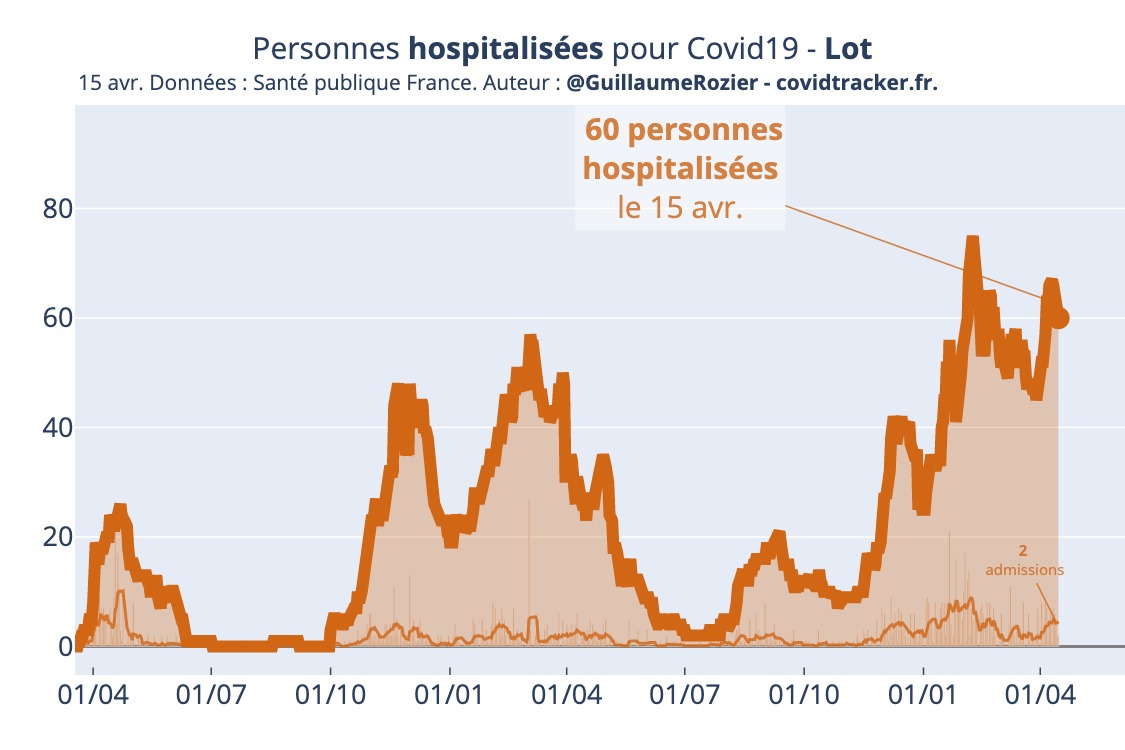 Personnes hospitalisées pour Covid19 - Lot
15 avr. Données : Santé publique France. Auteur : @GuillaumeRozier - covidtracker.fr.
60 personnes
hospitalisées
le 15 avr.
80
60
40
20
2
admissions
0
01/04 01/07 01/10 01/01 01/04 01/07 01/10 01/01 01/04